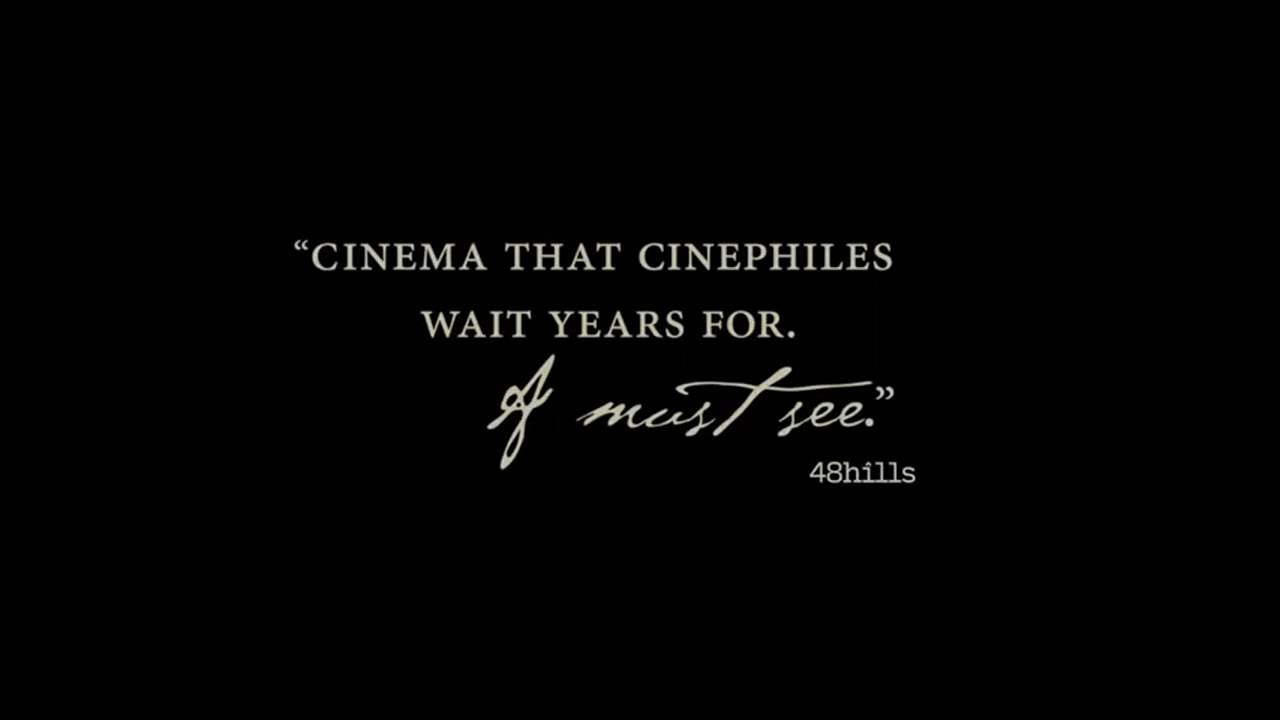 “CINEMA THAT CINEPHILES
WAIT YEARS FOR.
A must see.”
48hills